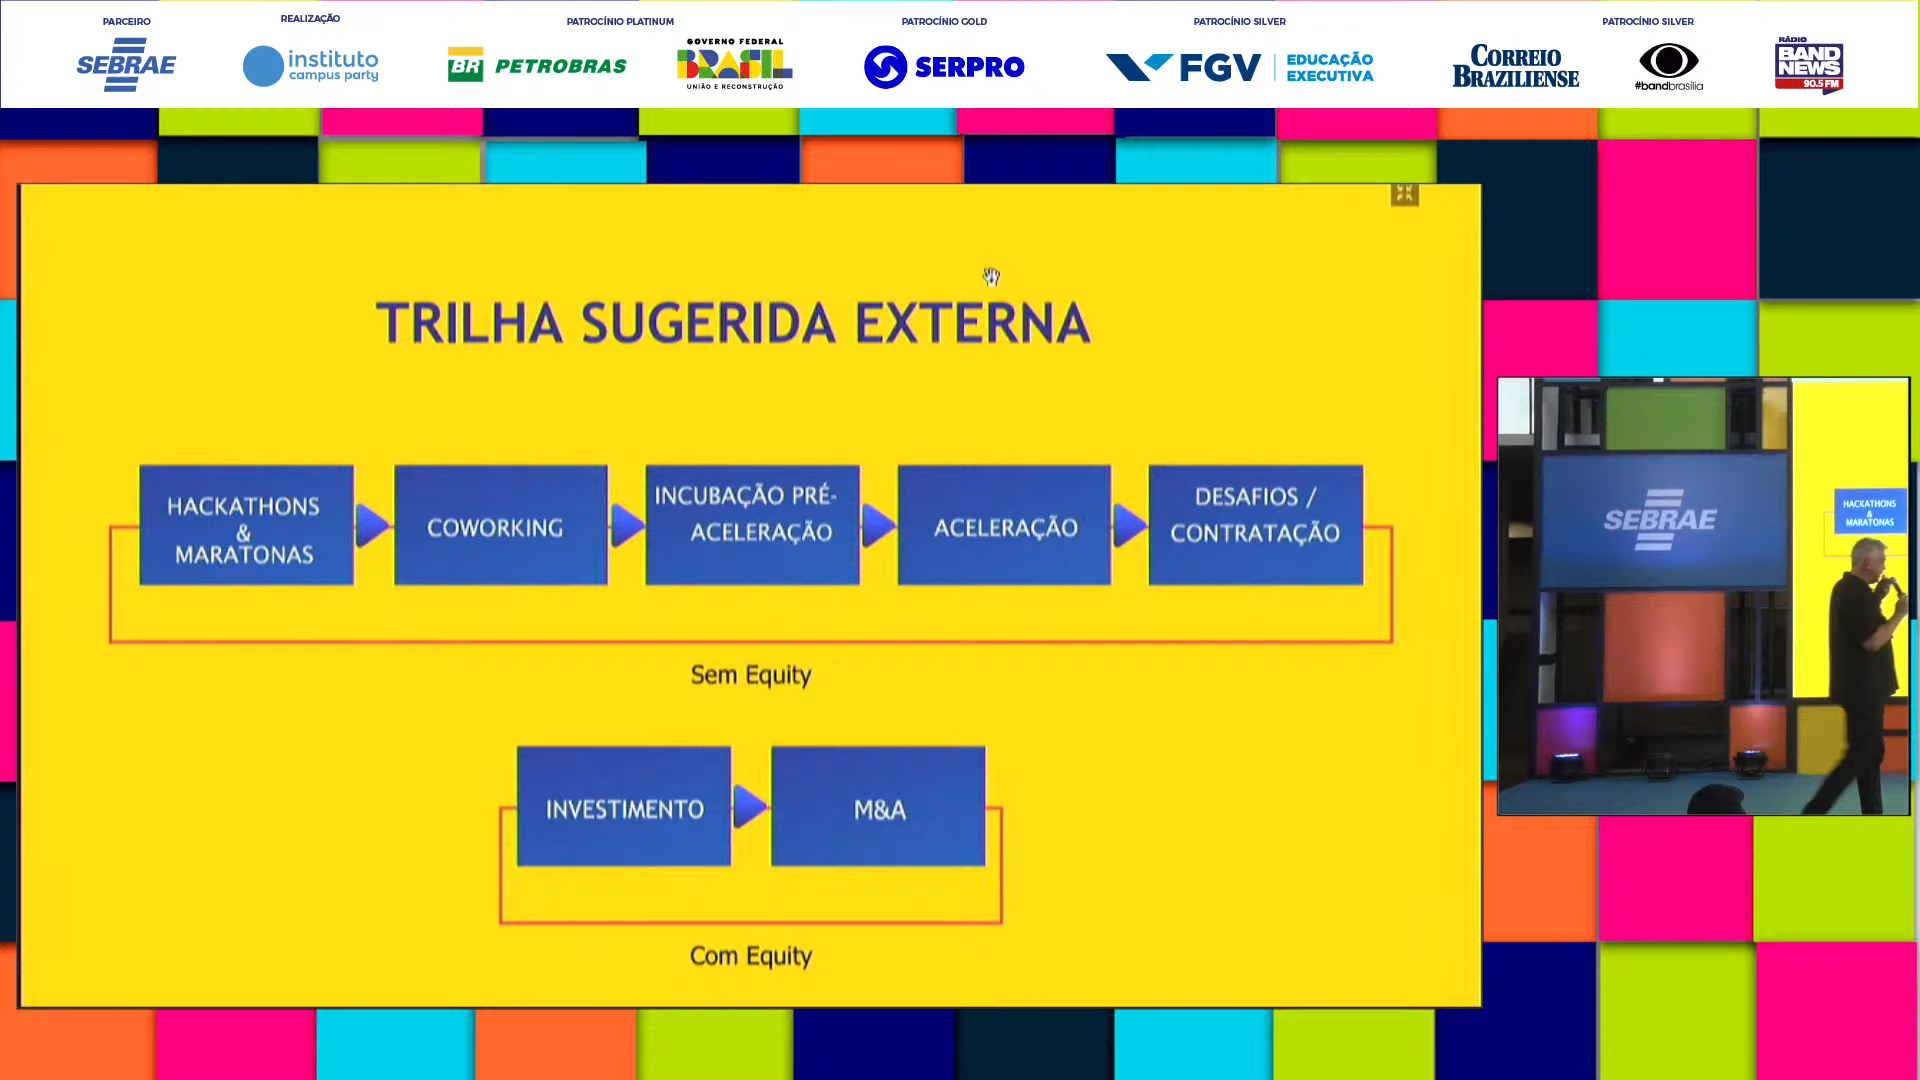 PARCEIRO
REALIZAÇÃO
PATROCÍNIO PLATINUM
PATROCÍNIO GOLD
PATROCÍNIO SILVER
PATROCÍNIO SILVER
SEBRAE
instituto
campus party
BR PETROBRAS
GOVERNO FEDERAL
BRASIL
UNIÃO E RECONSTRUÇÃO
SERPRO
FGV
EDUCAÇÃO
EXECUTIVA
CORREIO
BRAZILIENSE
#bandbrasília
RÁDIO
BAND
NEWS
90.5 FM
TRILHA SUGERIDA EXTERNA
HACKATHONS
&
MARATONAS
COWORKING
INCUBAÇÃO PRÉ-
ACELERAÇÃO
ACELERAÇÃO
DESAFIOS /
CONTRATAÇÃO
Sem Equity
INVESTIMENTO
M&A
Com Equity
SEBRAE
HACKATHONS
&
MARATONAS